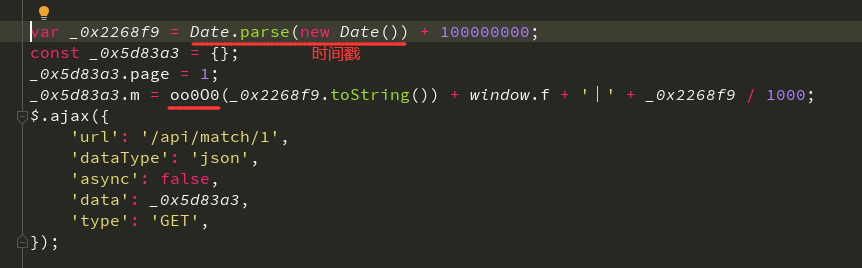 var _0x2268f9 = Date.parse(new Date()) + 100000000;
const _0x5d83a3 = {};
时间戳
_0x5d83a3.page = 1;
_0x5d83a3.m = oo0O0(_0x2268f9.toString()) + window.f + '丨' + _0x2268f9 / 1000;
$.ajax({
    'url': '/api/match/1',
    'dataType': 'json',
    'async': false,
    'data': _0x5d83a3,
    'type': 'GET',
});